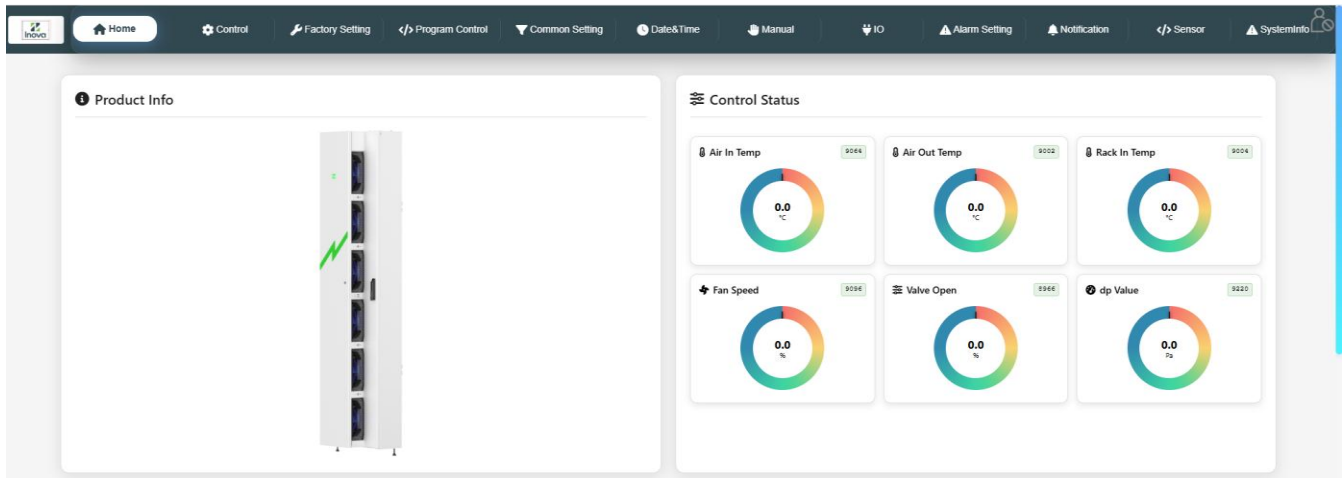 inova
Home
Control
Factory Setting
</> Program Control
Common Setting
Date&Time
Manual
IO
Alarm Setting
Notification
</> Sensor
SystemInfo
Product Info
Control Status
Air In Temp
9064
0.0
°C
Air Out Temp
9002
0.0
°C
Rack In Temp
9004
0.0
°C
Fan Speed
9096
0.0
%
Valve Open
8966
0.0
%
dp Value
9220
0.0
Pa